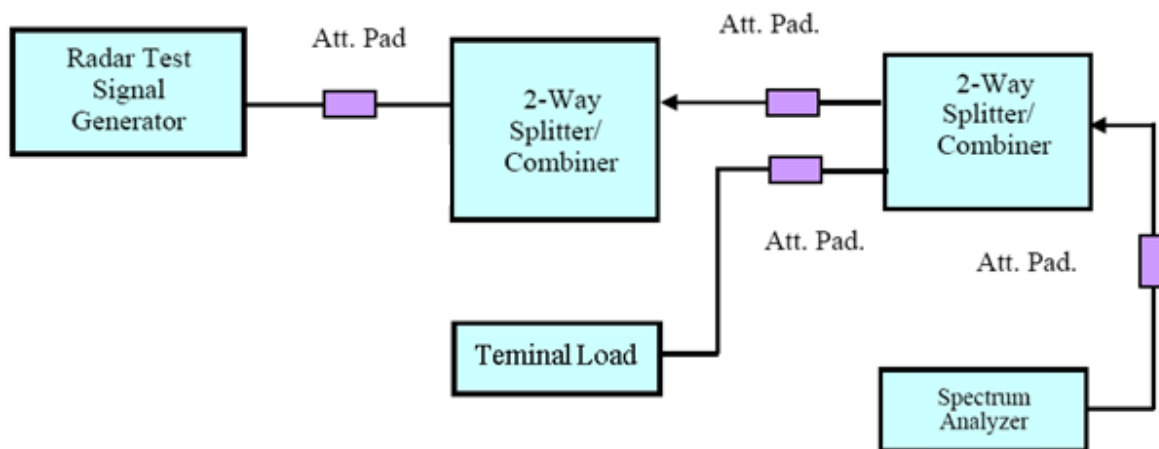 Att. Pad
Att. Pad.
Radar Test
Signal
Generator
2-Way
Splitter/
Combiner
2-Way
Splitter/
Combiner
Att. Pad.
Att. Pad.
Teminal Load
Spectrum
Analyzer